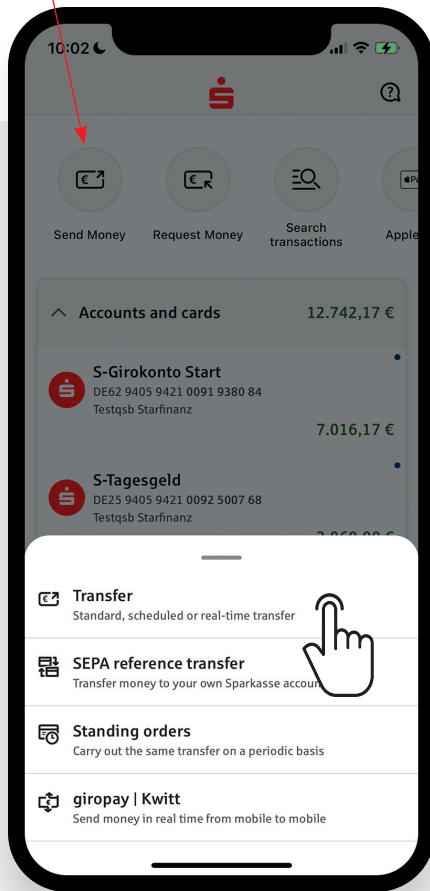 10:02
Send Money
Request Money
Search
transactions
Apple
Accounts and cards 12.742,17 €
S-Girokonto Start
DE62 9405 9421 0091 9380 84
Testqsb Starfinanz
7.016,17 €
S-Tagesgeld
DE25 9405 9421 0092 5007 68
Testqsb Starfinanz
Transfer
Standard, scheduled or real-time transfer
SEPA reference transfer
Transfer money to your own Sparkasse accoun
Standing orders
Carry out the same transfer on a periodic basis
giropay | Kwitt
Send money in real time from mobile to mobile